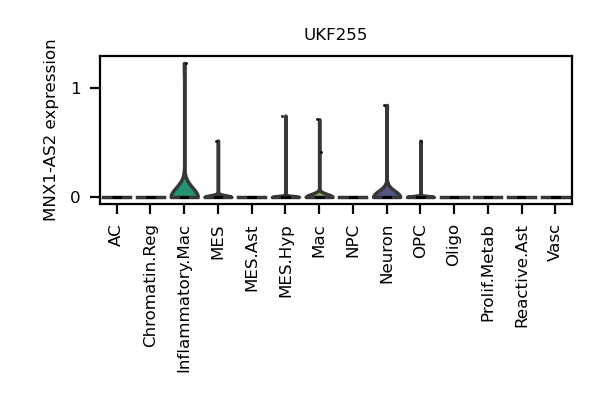 UKF255
MNX1-AS2 expression
1
0
AC
Chromatin.Reg
Inflammatory.Mac
MES
MES.Ast
MES.Hyp
Mac
NPC
Neuron
OPC
Oligo
Prolif.Metab
Reactive.Ast
Vasc